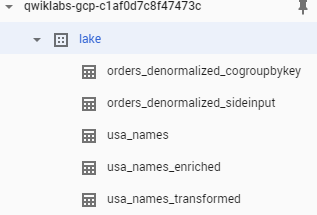 qwiklabs-gcp-c1af0d7c8f47473c
lake
orders_denormalized_cogroupbykey
orders_denormalized_sideinput
usa_names
usa_names_enriched
usa_names_transformed